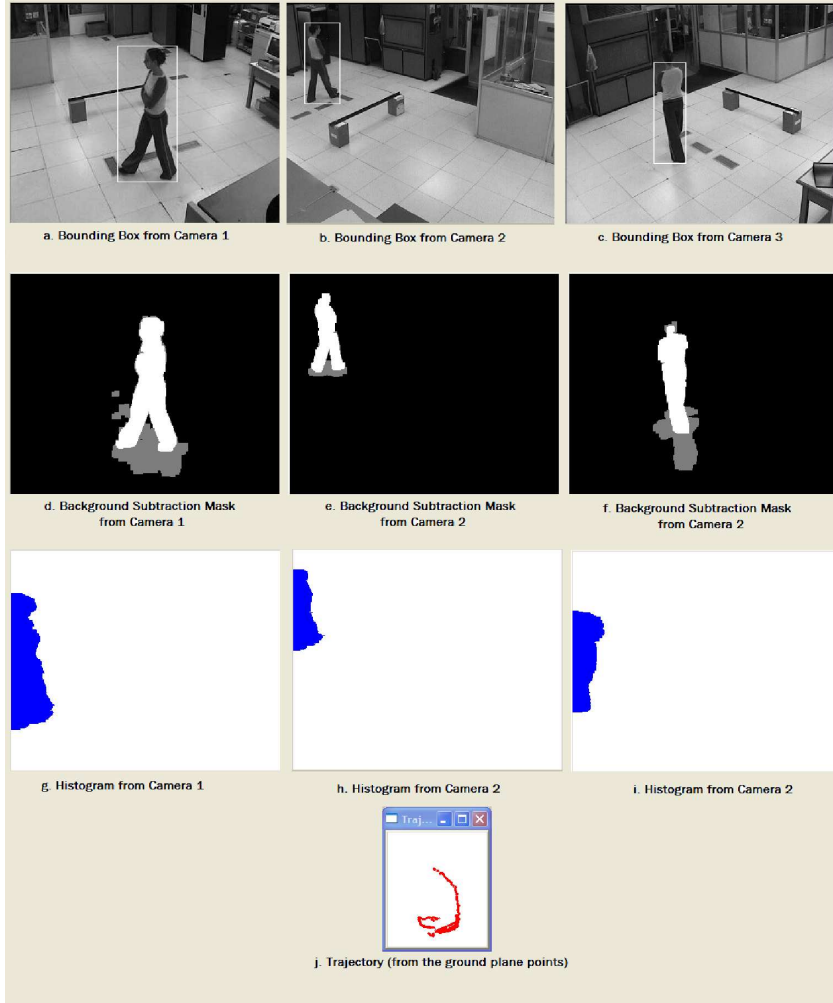 a. Bounding Box from Camera 1
b. Bounding Box from Camera 2
c. Bounding Box from Camera 3
d. Background Subtraction Mask
from Camera 1
e. Background Subtraction Mask
from Camera 2
f. Background Subtraction Mask
from Camera 2
g. Histogram from Camera 1
h. Histogram from Camera 2
i. Histogram from Camera 2
Traj...
j. Trajectory (from the ground plane points)